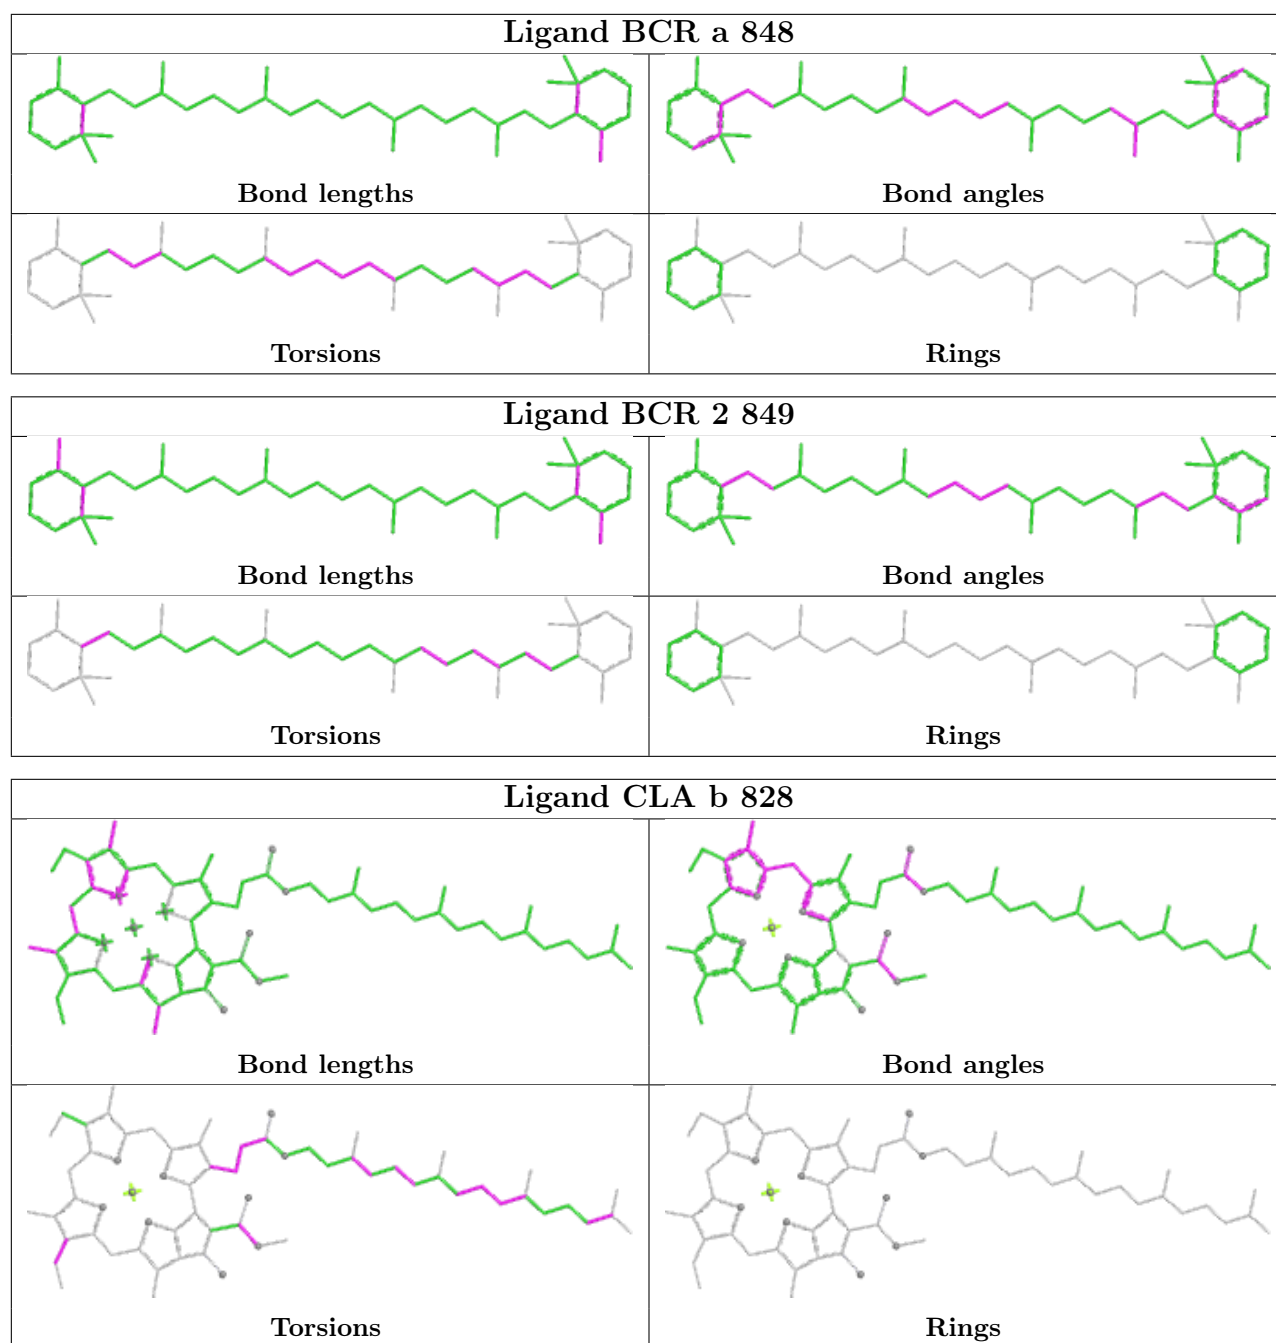 Ligand BCR a 848
Bond lengths
Bond angles
Torsions
Rings
Ligand BCR 2 849
Bond lengths
Bond angles
Torsions
Rings
Ligand CLA b 828
Bond lengths
Bond angles
Torsions
Rings